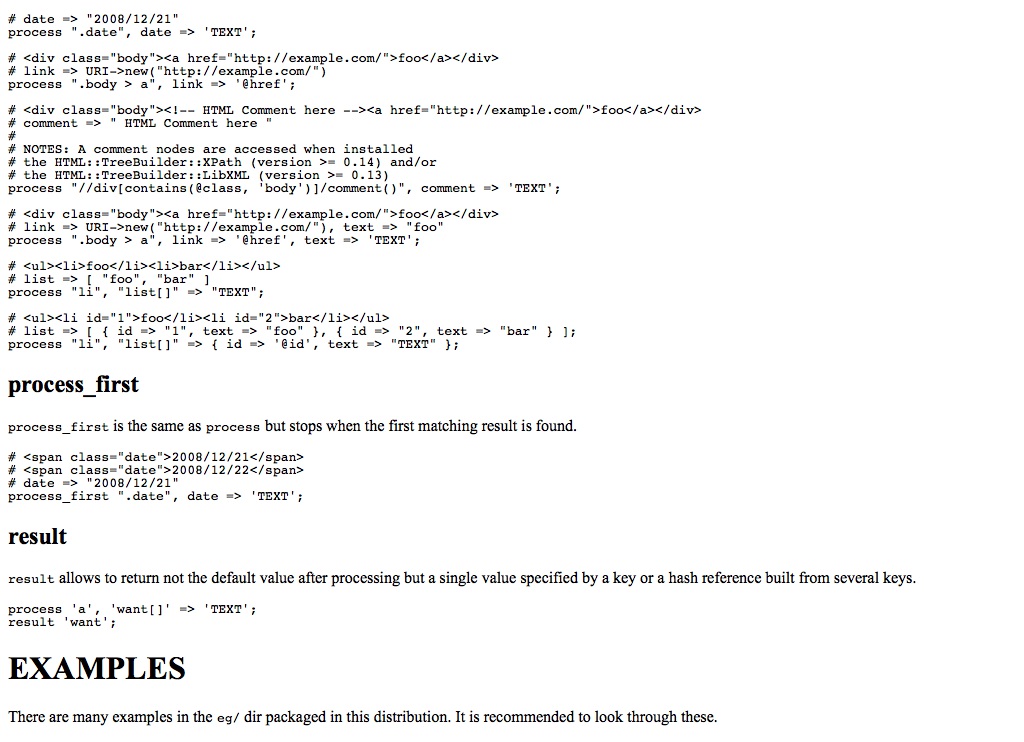 # date => "2008/12/21"
process ".date", date => 'TEXT';
# <div class="body"><a href="http://example.com/">foo</a></div>
# link => URI->new("http://example.com/")
process ".body > a", link => '@href';
# <div class="body"><!-- HTML Comment here --><a href="http://example.com/">foo</a></div>
# comment => " HTML Comment here "
#
# NOTES: A comment nodes are accessed when installed
# the HTML::TreeBuilder::XPath (version >= 0.14) and/or
# the HTML::TreeBuilder::LibXML (version >= 0.13)
process "//div[contains(@class, 'body')]/comment()", comment => 'TEXT';
# <div class="body"><a href="http://example.com/">foo</a></div>
# link => URI->new("http://example.com/"), text => "foo"
process ".body > a", link => '@href', text => 'TEXT';
# <ul><li>foo</li><li>bar</li></ul>
# list => [ "foo", "bar" ]
process "li", "list[]" => "TEXT";
# <ul><li id="1">foo</li><li id="2">bar</li></ul>
# list => [ { id => "1", text => "foo" }, { id => "2", text => "bar" } ];
process "li", "list[]" => { id => '@id', text => "TEXT" };
process_first
process_first is the same as process but stops when the first matching result is found.
# <span class="date">2008/12/21</span>
# <span class="date">2008/12/22</span>
# date => "2008/12/21"
process_first ".date", date => 'TEXT';
result
result allows to return not the default value after processing but a single value specified by a key or a hash reference built from several keys.
process 'a', 'want[]' => 'TEXT';
result 'want';
EXAMPLES
There are many examples in the eg/ dir packaged in this distribution. It is recommended to look through these.